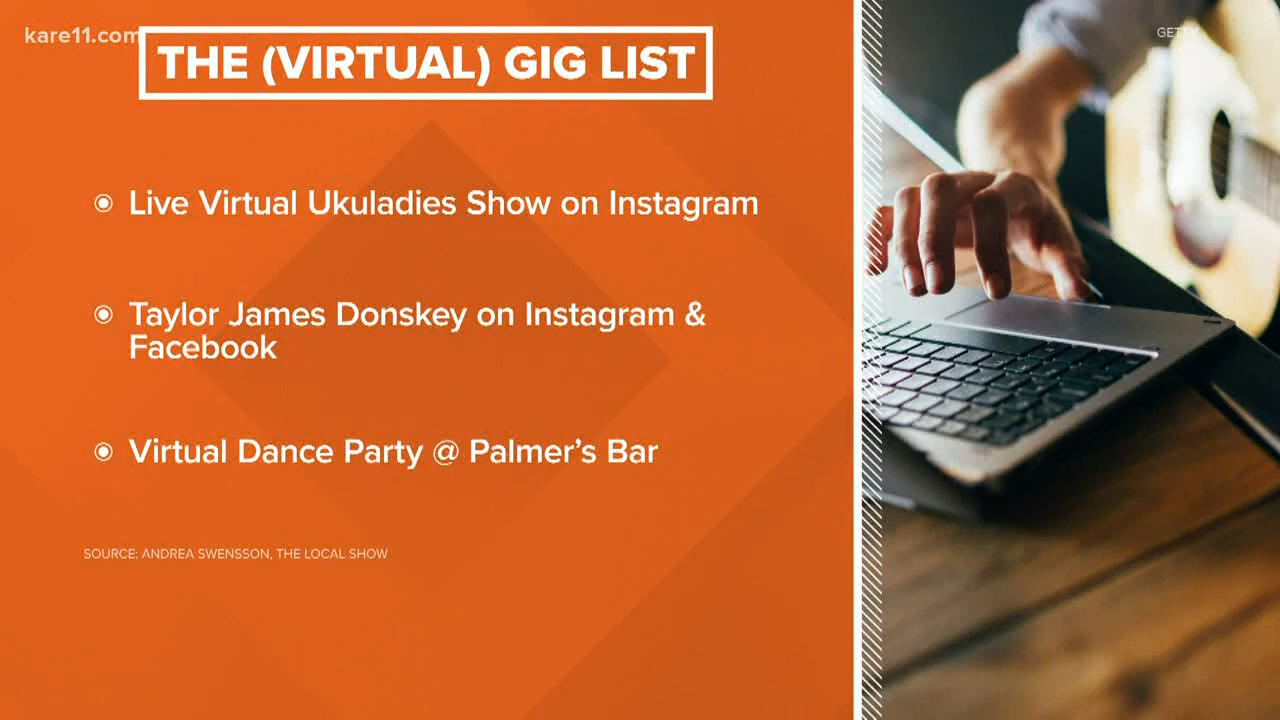 kare11.com
THE (VIRTUAL) GIG LIST
Live Virtual Ukuladies Show on Instagram
Taylor James Donskey on Instagram &
Facebook
Virtual Dance Party @ Palmer's Bar
SOURCE: ANDREA SWENSSON, THE LOCAL SHOW